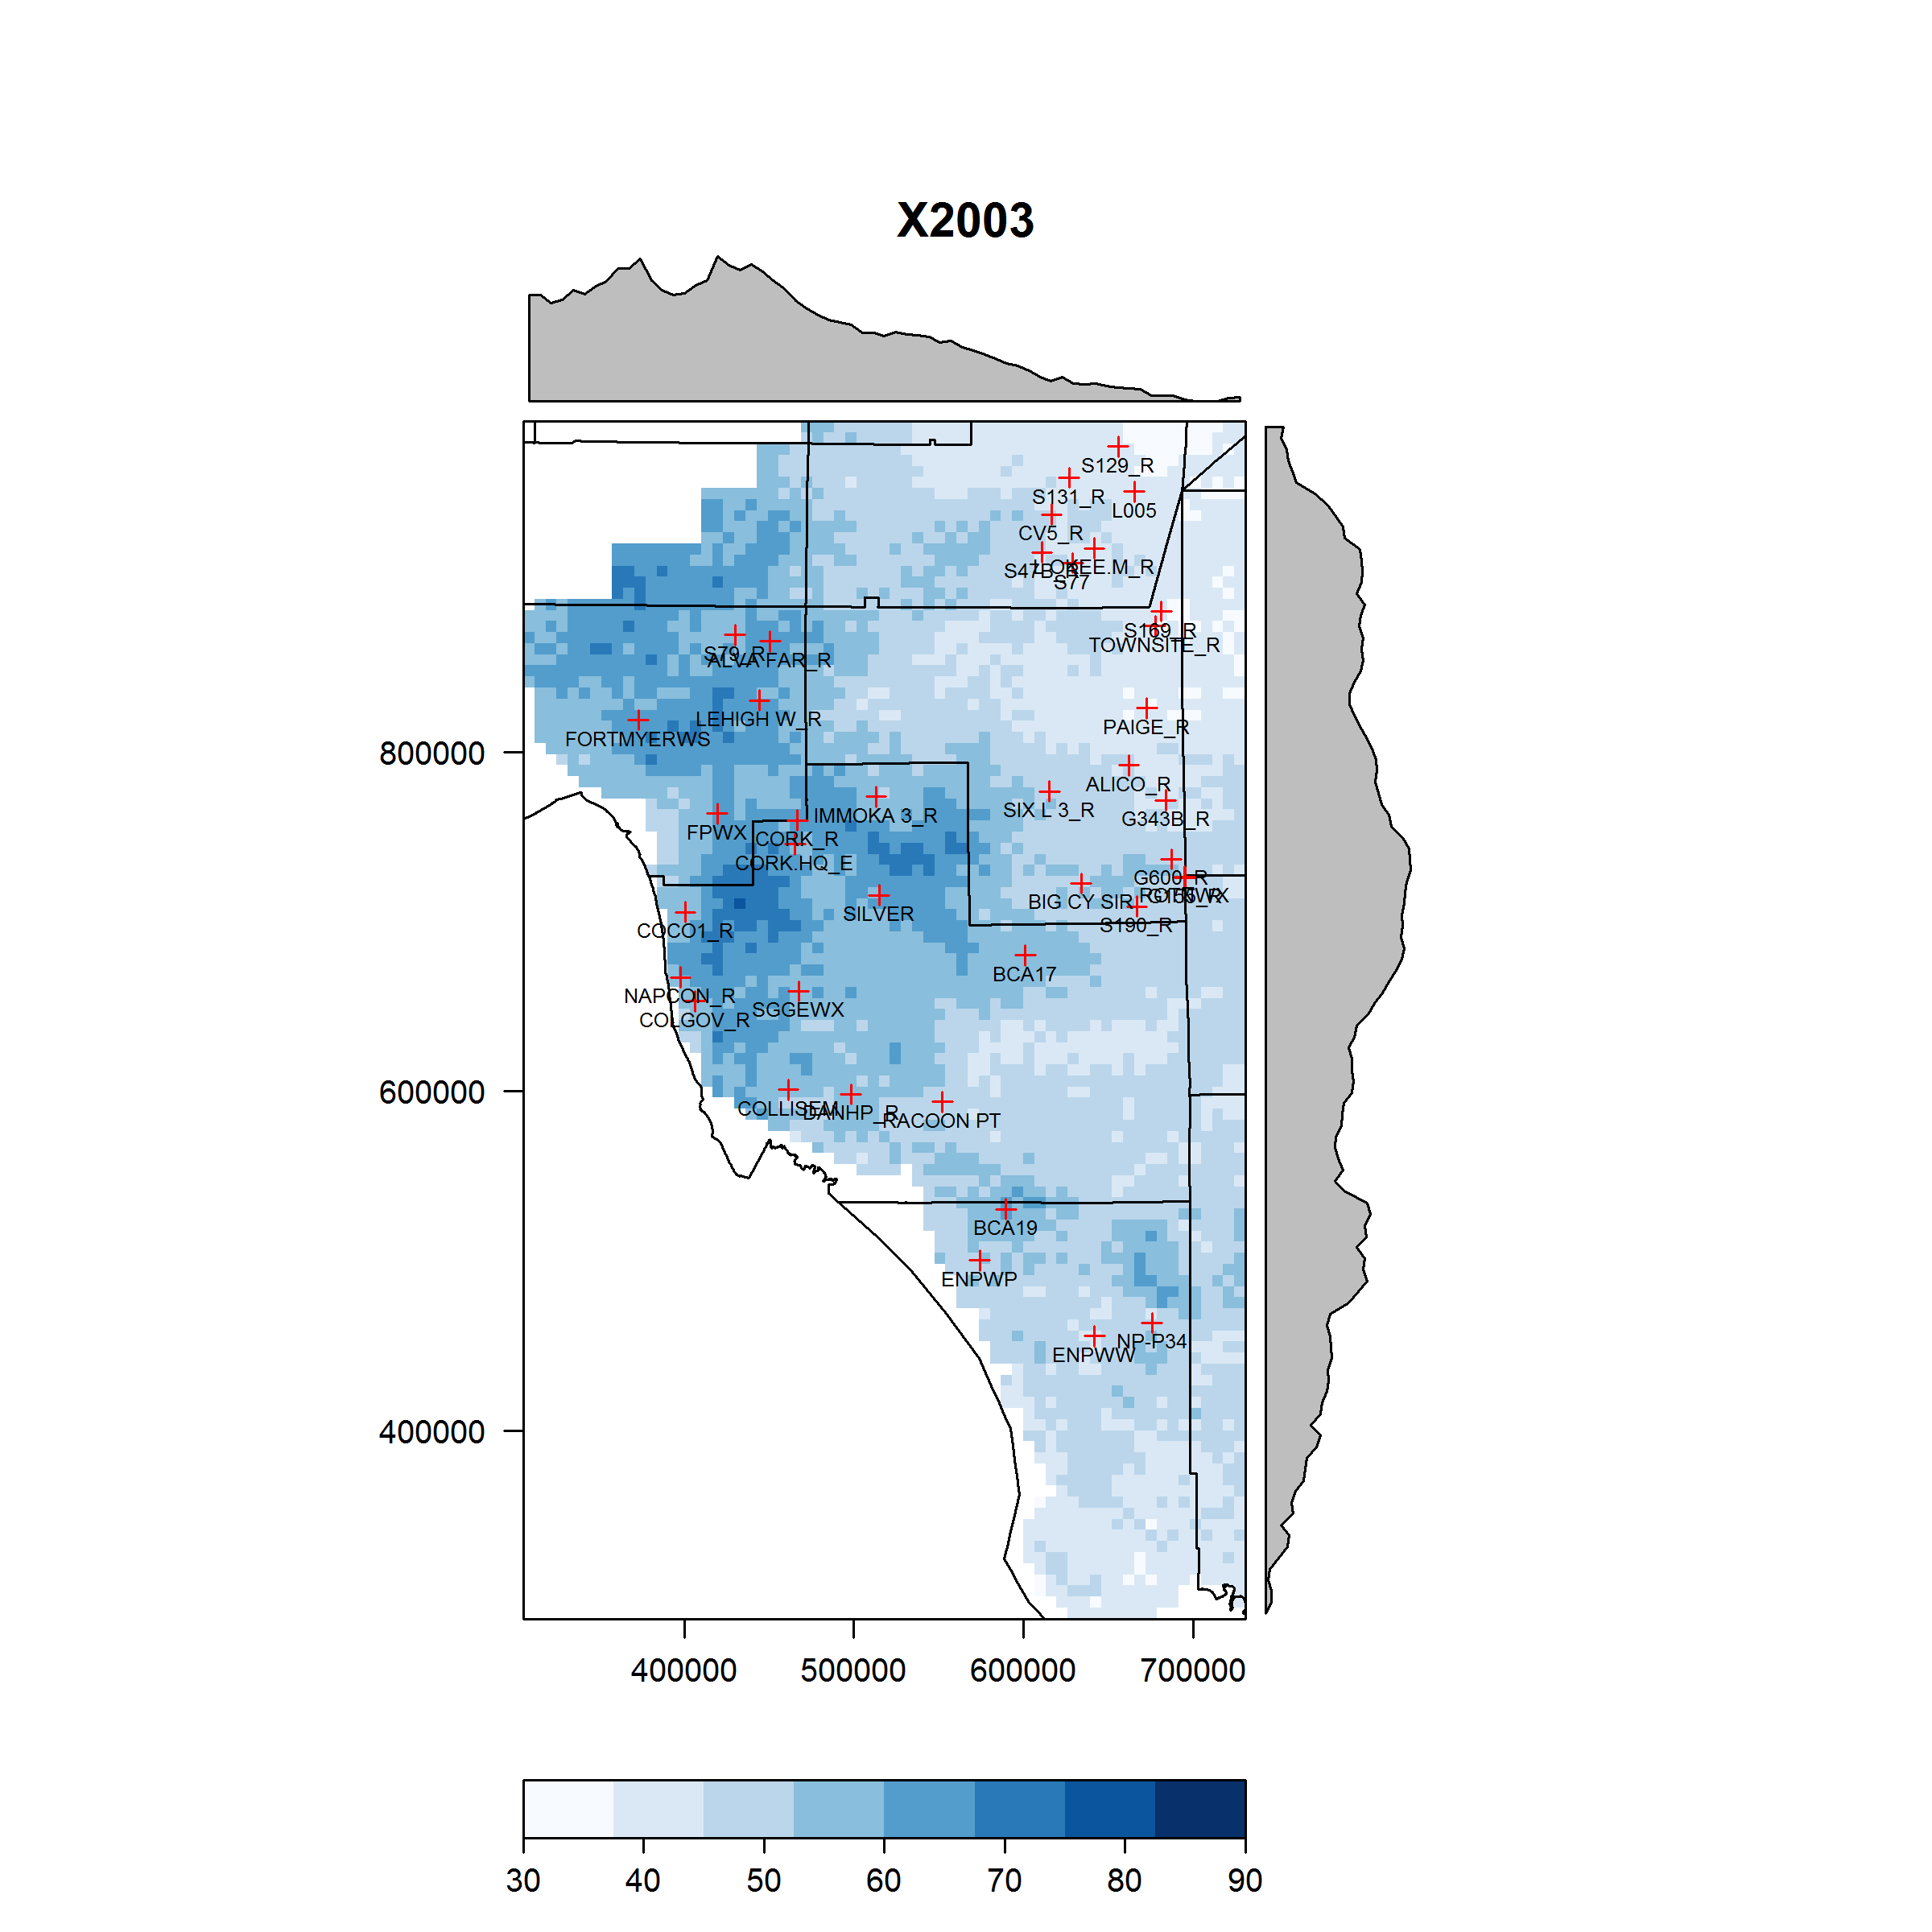 X2003
S129_R
S131_R
L005
CV5_R
L OKEE.M_R
S47B_R
S77
S169_R
TOWNSITE_R
S79_R
ALVA FAR_R
LEHIGH W_R
PAIGE_R
FORTMYERWS
800000
ALICO_R
SIX L 3_R
IMMOKA 3_R
G343B_R
FPWX
CORK_R
CORK.HQ_E
G600_R
ROTNWX
BIG CY SIR
SILVER
S190_R
COCO1_R
BCA17
NAPCON_R
SGGEWX
COLGOV_R
600000
COLLISEM
DANHP_R
RACOON PT
BCA19
ENPWP
NP-P34
ENPWW
400000
400000 500000 600000 700000
30 40 50 60 70 80 90